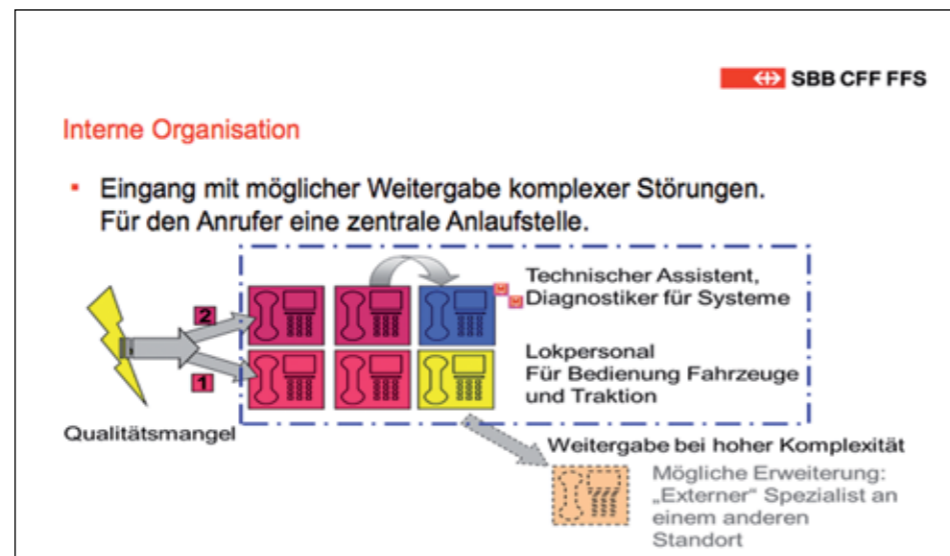 SBB CFF FFS
Interne Organisation
▪ Eingang mit möglicher Weitergabe komplexer Störungen.
Für den Anrufer eine zentrale Anlaufstelle.
Technischer Assistent,
Diagnostiker für Systeme
2
Lokpersonal
Für Bedienung Fahrzeuge
und Traktion
1
Qualitätsmangel
Weitergabe bei hoher Komplexität
Mögliche Erweiterung:
„Externer“ Spezialist an
einem anderen
Standort